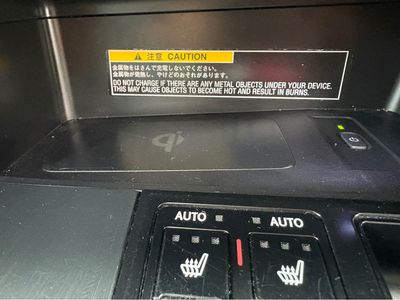 注意 CAUTION
金属物をはさんで充電しないでください。
金属物が発熱し、やけどのおそれがあります。
DO NOT CHARGE IF THERE ARE ANY METAL OBJECTS UNDER YOUR DEVICE.
THIS MAY CAUSE OBJECTS TO BECOME HOT AND RESULT IN BURNS.
AUTO AUTO